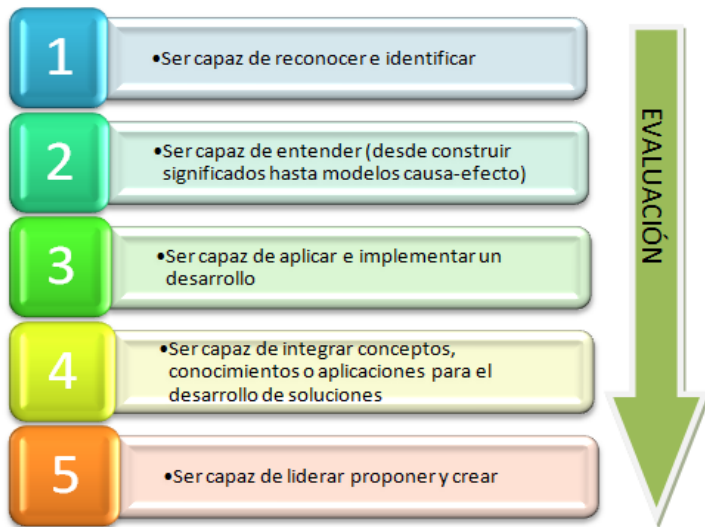 1
•Ser capaz de reconocer e identificar
2
•Ser capaz de entender (desde construir
significados hasta modelos causa-efecto)
3
•Ser capaz de aplicar e implementar un
desarrollo
4
•Ser capaz de integrar conceptos,
conocimientos o aplicaciones para el
desarrollo de soluciones
5
•Ser capaz de liderar proponer y crear
EVALUACIÓN